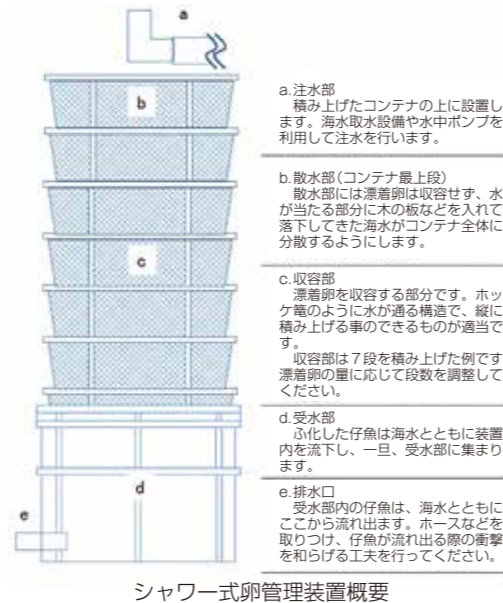 a
b
c
d
e
a.注水部
積み上げたコンテナの上に設置し
ます。海水取水設備や水中ポンプを
利用して注水を行います。
b.散水部(コンテナ最上段)
散水部には漂着卵は収容せず、水
が当たる部分に木の板などを入れて
落下してきた海水がコンテナ全体に
分散するようにします。
c.収容部
漂着卵を収容する部分です。ホッ
ケ篭のように水が通る構造で、縦に
積み上げる事のできるものが適当で
す。
収容部は7段を積み上げた例です
漂着卵の量に応じて段数を調整して
ください。
d.受水部
ふ化した仔魚は海水とともに装置
内を流下し、一旦、受水部に集まり
ます。
e.排水口
受水部内の仔魚は、海水とともに
ここから流れ出ます。ホースなどを
取りつけ、仔魚が流れ出る際の衝撃
を和らげる工夫を行ってください。
シャワー式卵管理装置概要